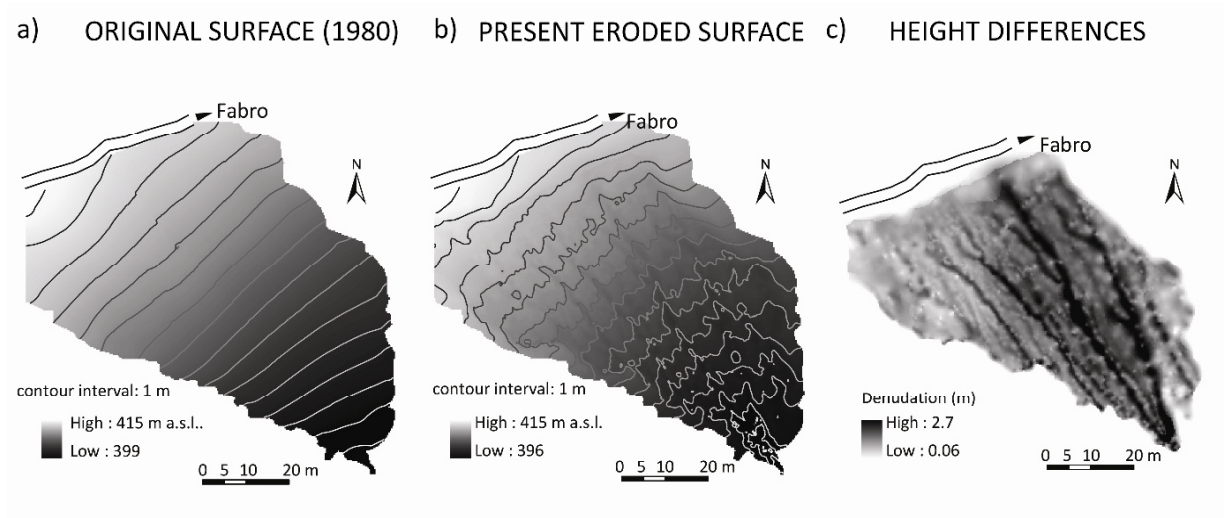 a) ORIGINAL SURFACE (1980)
b) PRESENT ERODED SURFACE
c) HEIGHT DIFFERENCES
Fabro
N
contour interval: 1 m
High : 415 m a.s.l..
Low : 399
0 5 10 20 m
Fabro
N
contour interval: 1 m
High : 415 m a.s.l.
Low : 396
0 5 10 20 m
Fabro
N
Denudation (m)
High : 2.7
Low : 0.06
0 5 10 20 m